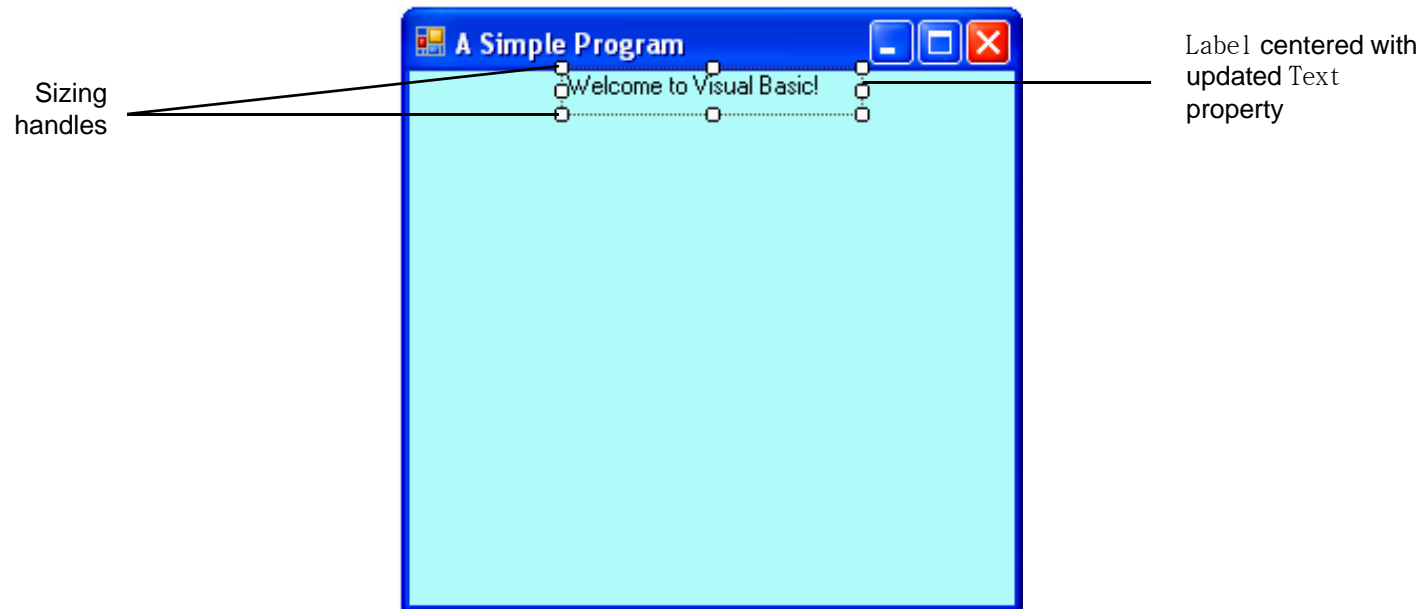 A Simple Program
Welcome to Visual Basic!
Sizing
handles
Label centered with
updated Text
property